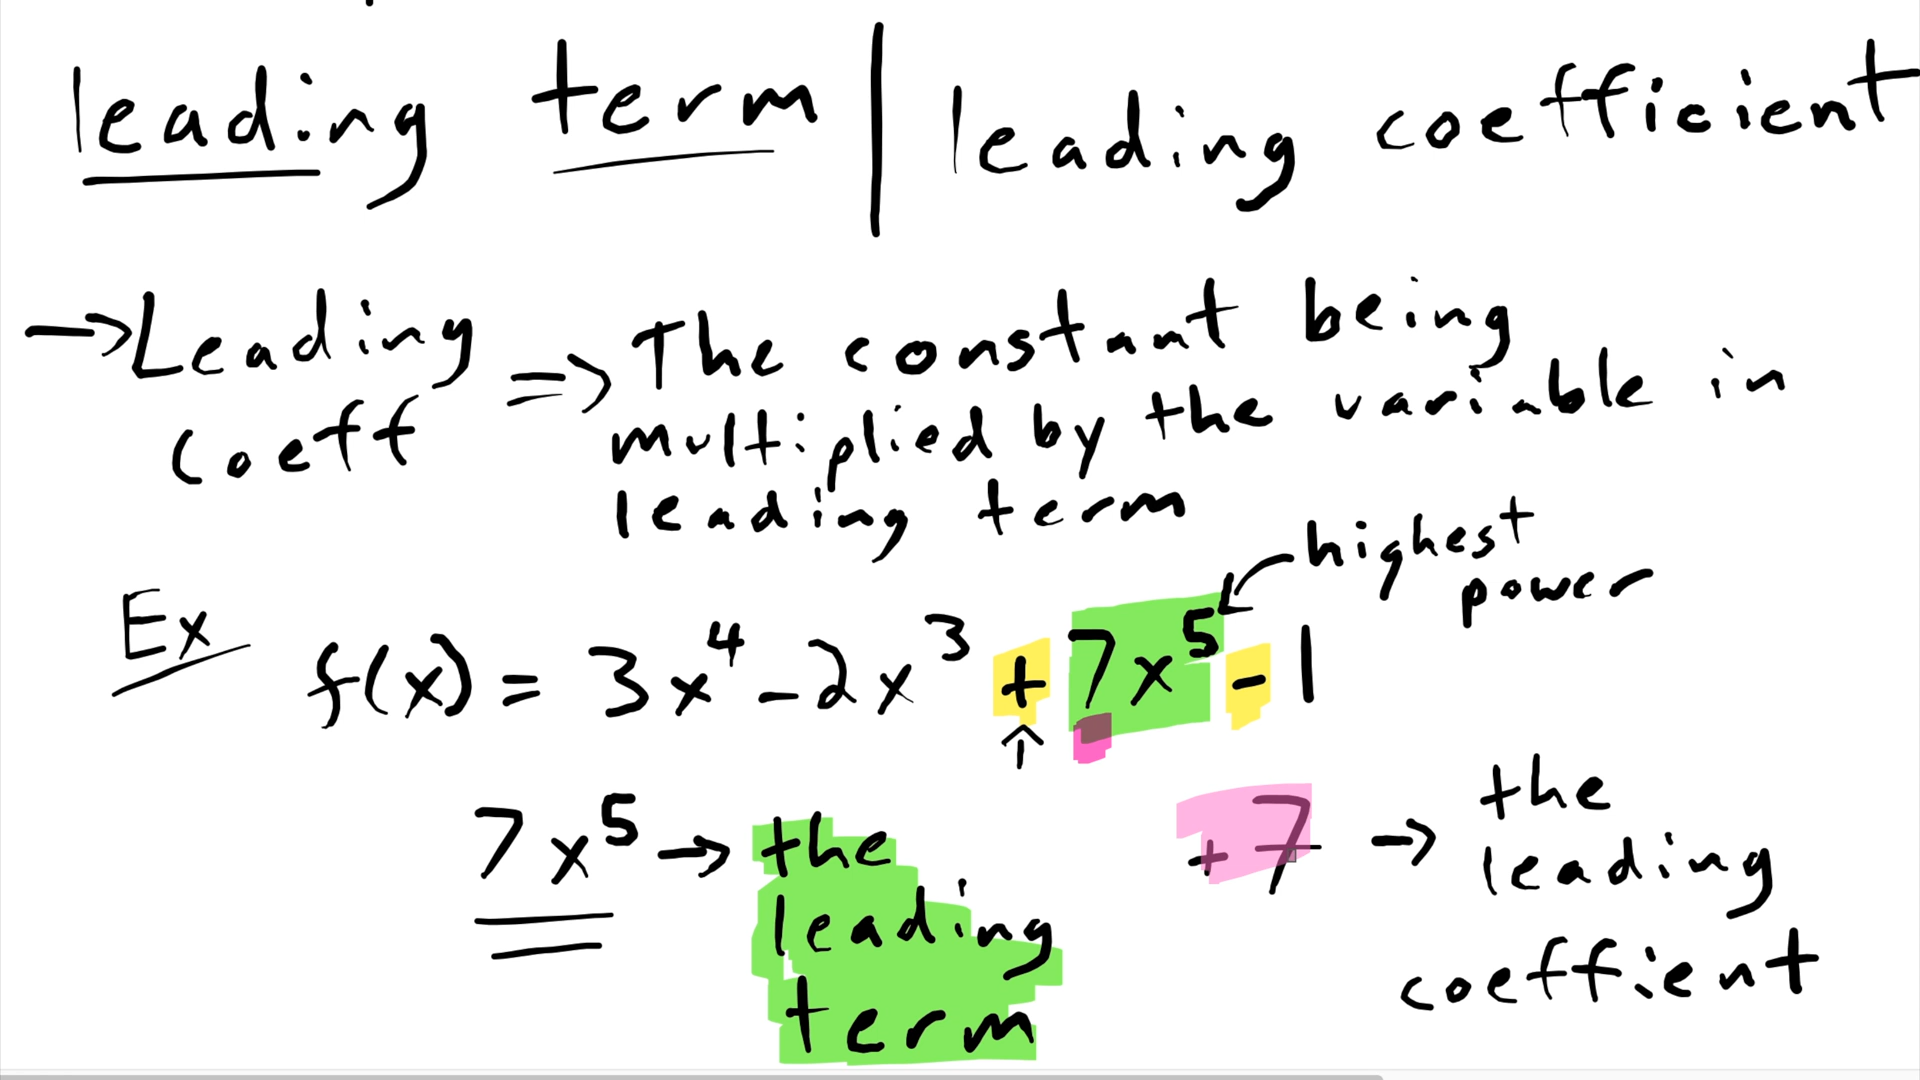 leading term | leading coefficient
→ Leading Coeff ⇒ The constant being
multiplied by the variable in
leading term
highest
power
Ex
f(x) = 3x⁴ - 2x³ + 7x⁵ - 1
↑
7x⁵ → the
leading
term
+7 → the
leading
coeffient